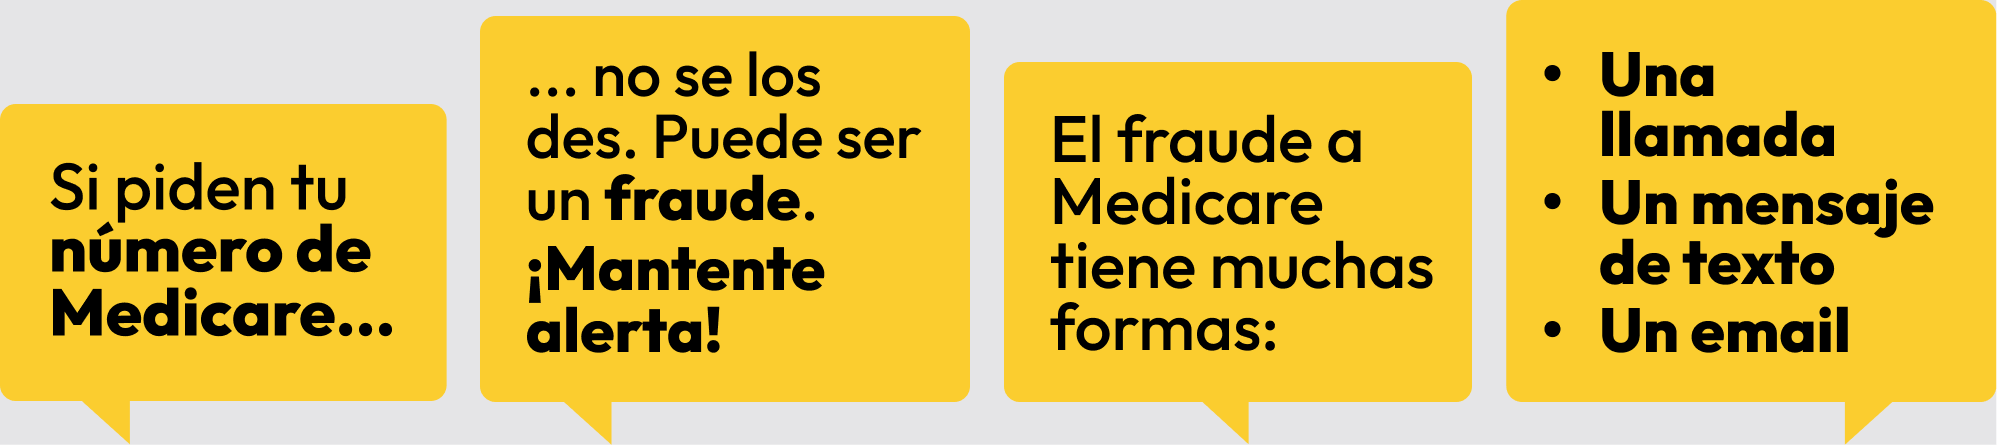 Si piden tu
número de
Medicare...
... no se los
des. Puede ser
un fraude.
¡Mantente
alerta!
El fraude a
Medicare
tiene muchas
formas:
• Una
llamada
• Un mensaje
de texto
• Un email